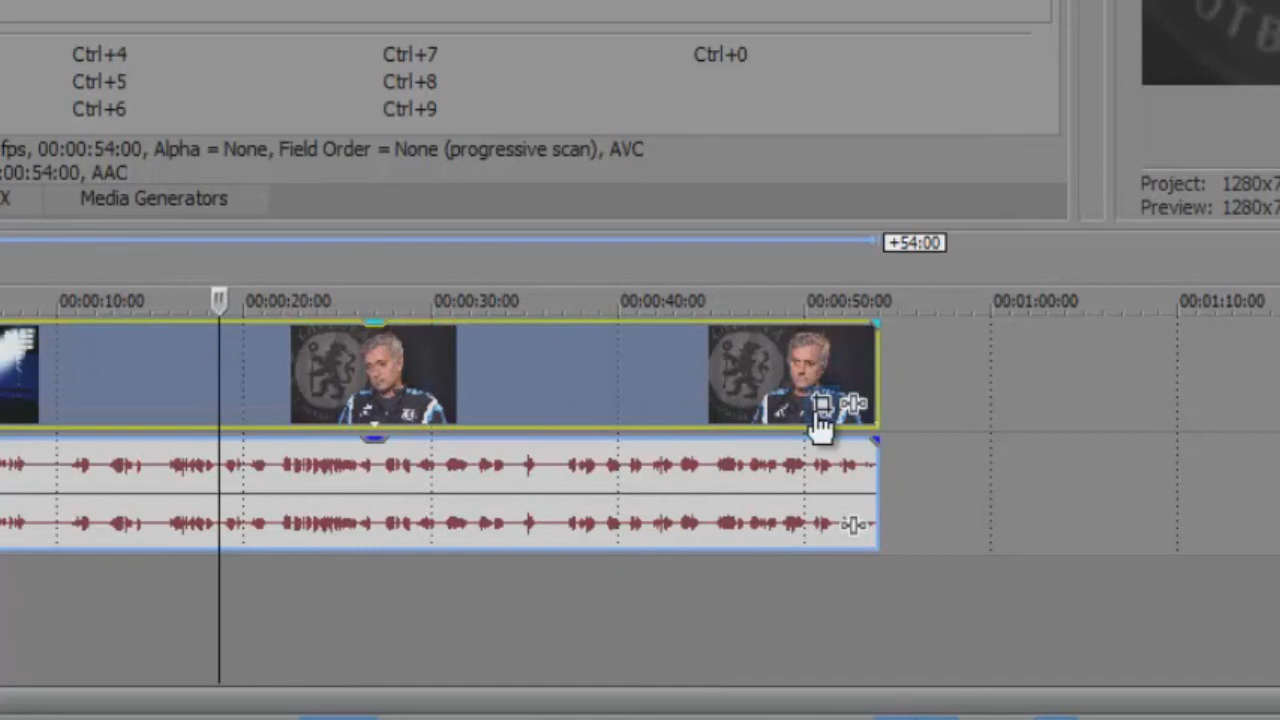 OTB
Ctrl+4 Ctrl+7 Ctrl+0
Ctrl+5 Ctrl+8
Ctrl+6 Ctrl+9
fps, 00:00:54:00, Alpha = None, Field Order = None (progressive scan), AVC
:00:54:00, AAC
X Media Generators
Project: 1280x7
Preview: 1280x7
+54:00
00:00:10:00 00:00:20:00 00:00:30:00 00:00:40:00 00:00:50:00 00:01:00:00 00:01:10:00